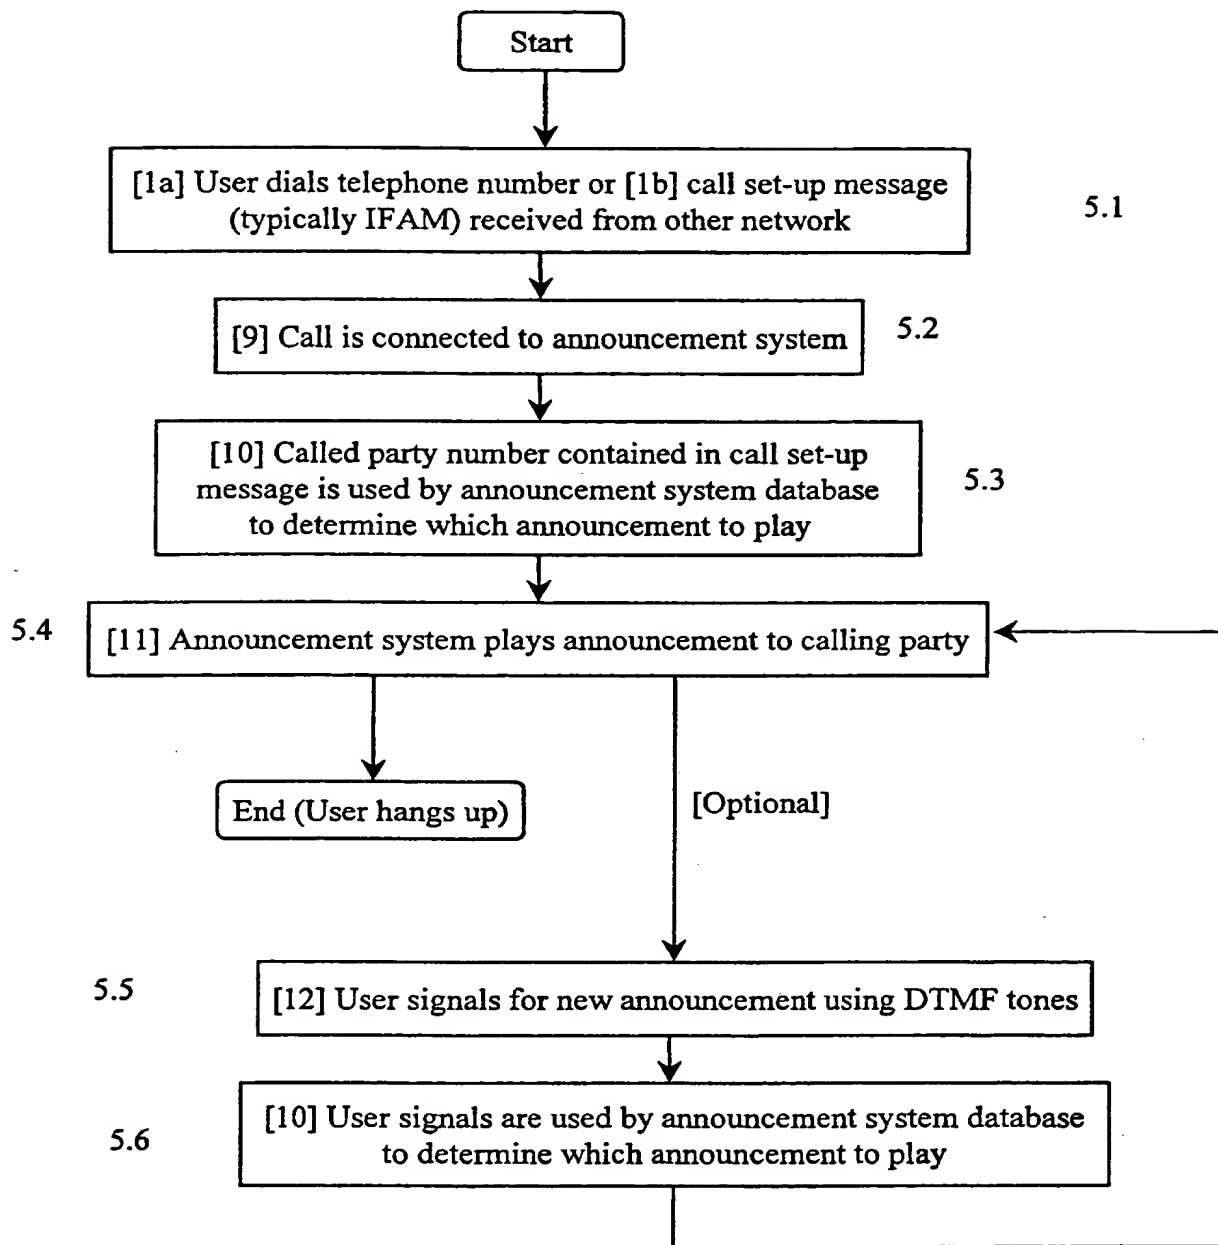 Start
[1a] User dials telephone number or [1b] call set-up message
(typically IFAM) received from other network
5.1
[9] Call is connected to announcement system
5.2
[10] Called party number contained in call set-up
message is used by announcement system database
to determine which announcement to play
5.3
5.4
[11] Announcement system plays announcement to calling party
End (User hangs up)
[Optional]
5.5
[12] User signals for new announcement using DTMF tones
5.6
[10] User signals are used by announcement system database
to determine which announcement to play